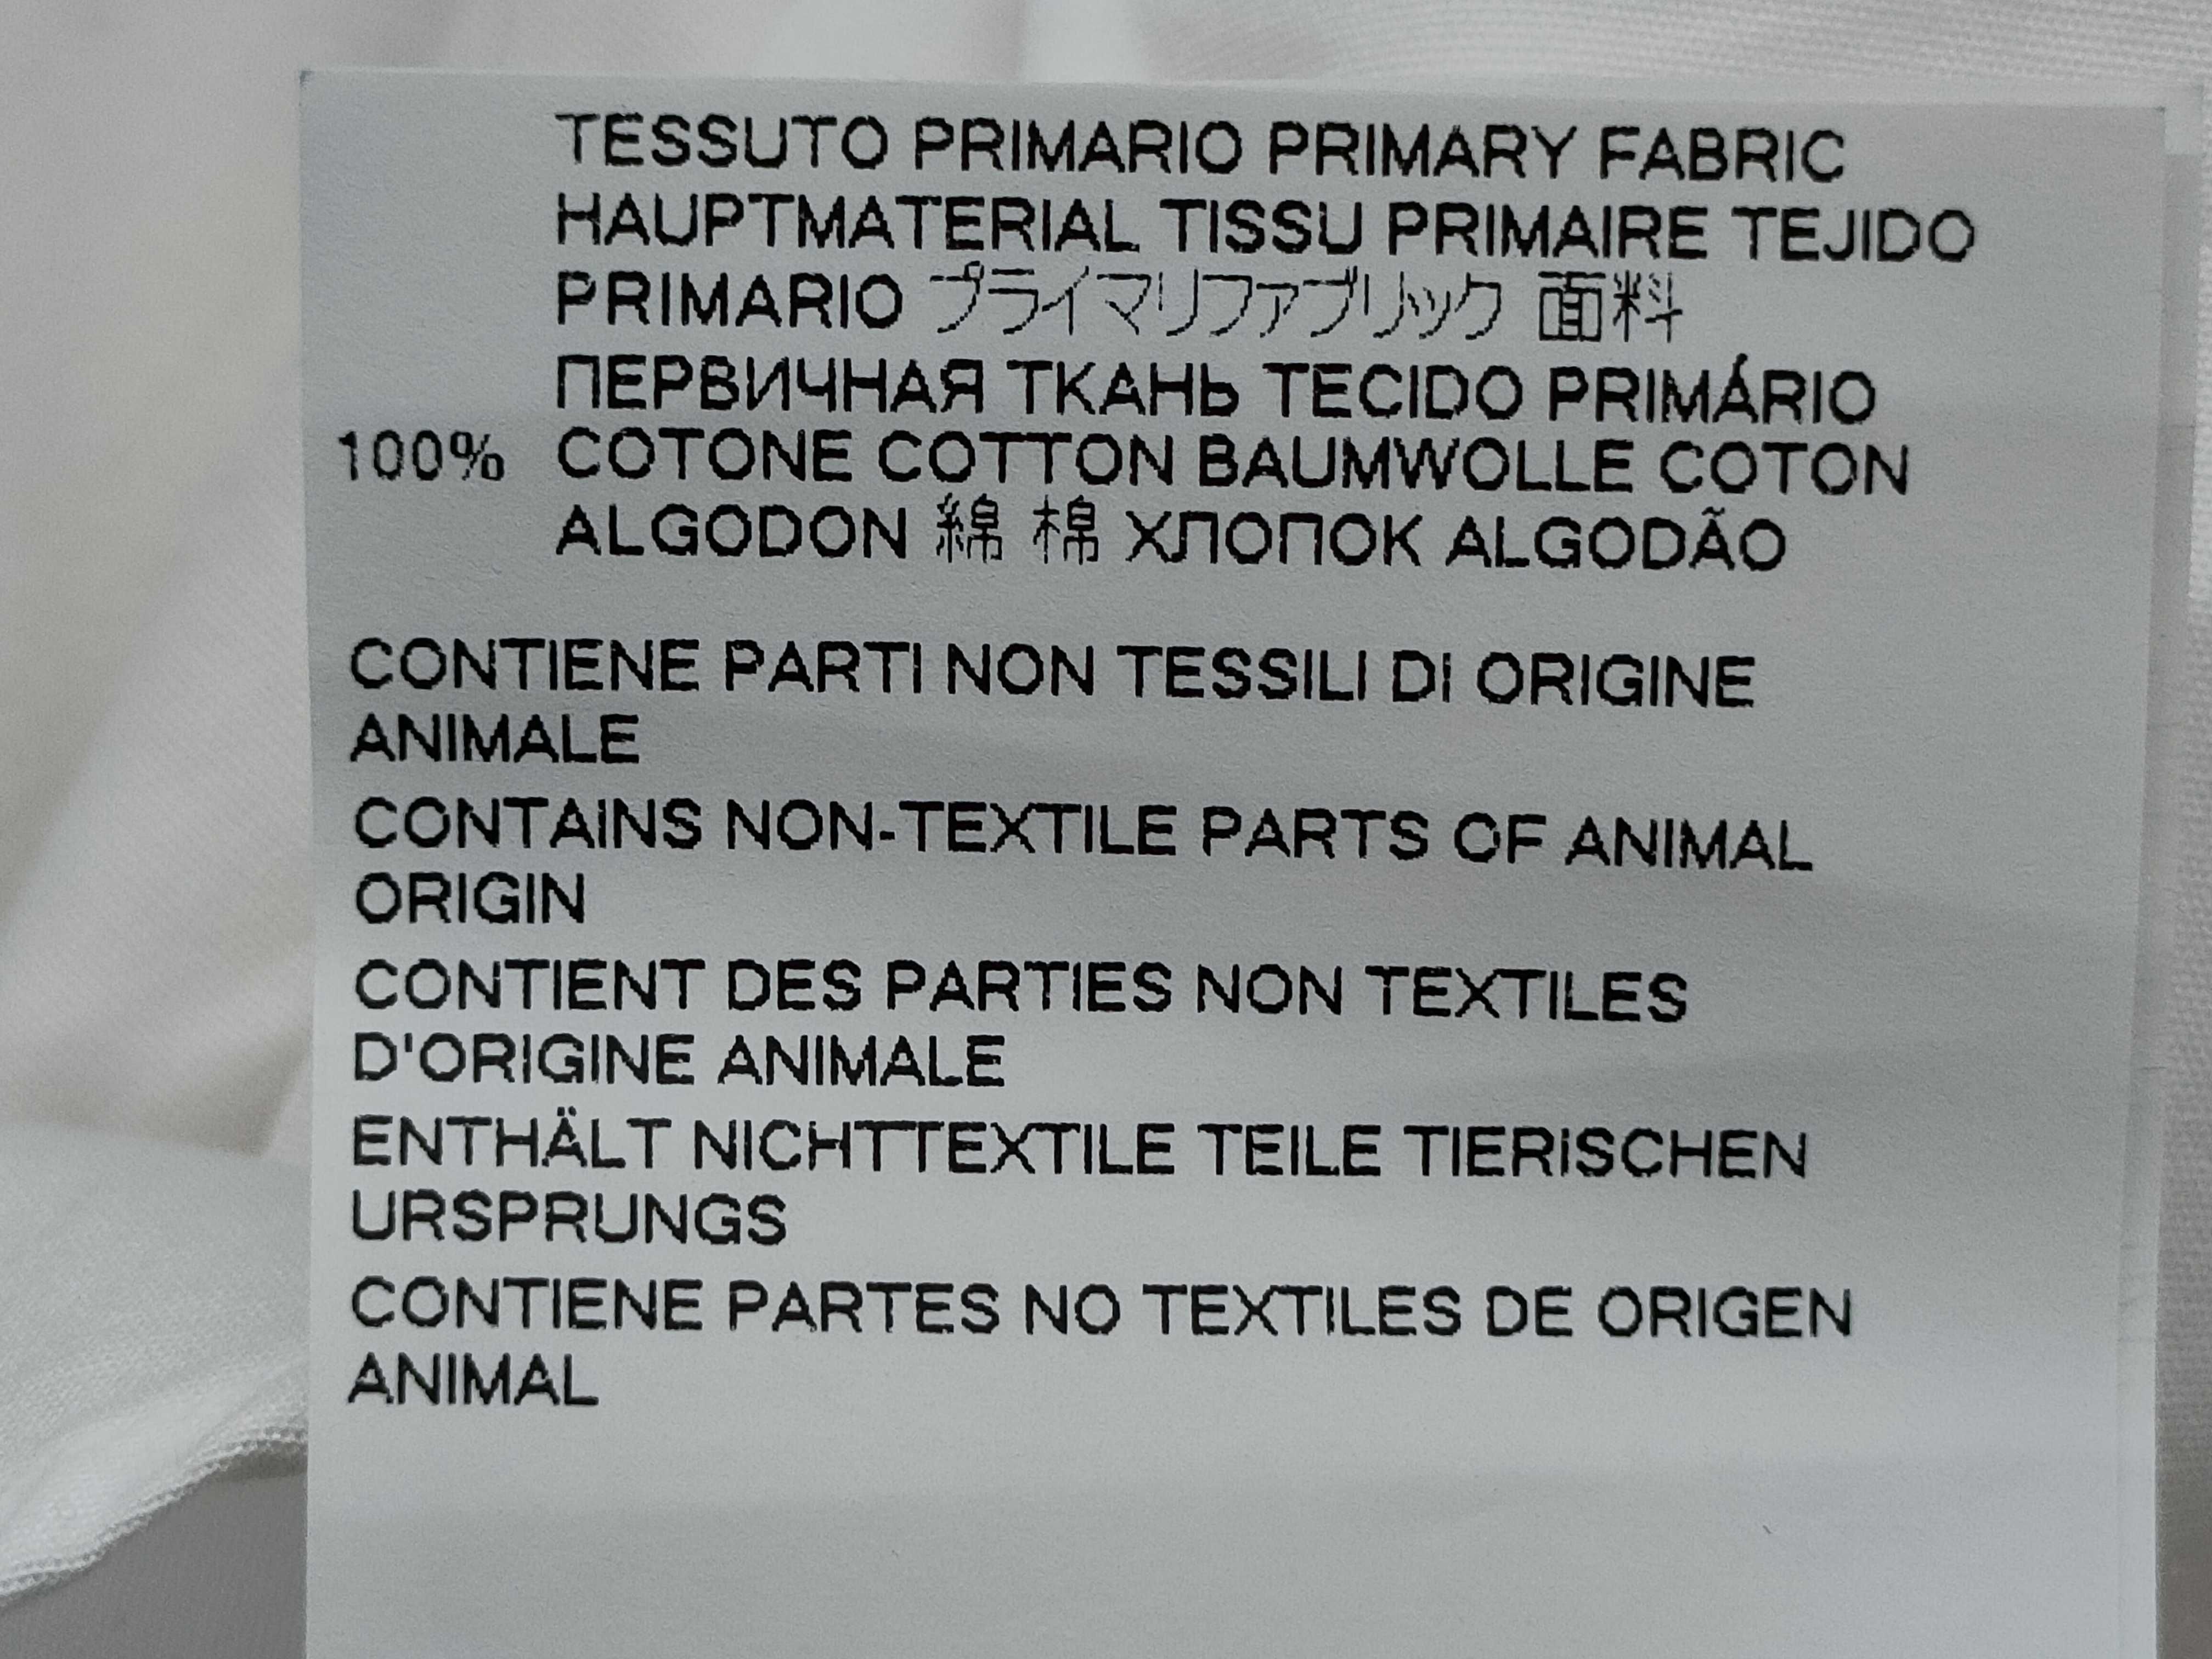 TESSUTO PRIMARIO PRIMARY FABRIC
HAUPTMATERIAL TISSU PRIMAIRE TEJIDO
PRIMARIO プライマリファブリック 面料
ПЕРВИЧНАЯ ТКАНЬ TECIDO PRIMÁRIO
100% COTONE COTTON BAUMWOLLE COTON
ALGODON 綿 棉 ХЛОПОК ALGODÃO
CONTIENE PARTI NON TESSILI DI ORIGINE
ANIMALE
CONTAINS NON-TEXTILE PARTS OF ANIMAL
ORIGIN
CONTIENT DES PARTIES NON TEXTILES
D'ORIGINE ANIMALE
ENTHÄLT NICHTTEXTILE TEILE TIERISCHEN
URSPRUNGS
CONTIENE PARTES NO TEXTILES DE ORIGEN
ANIMAL